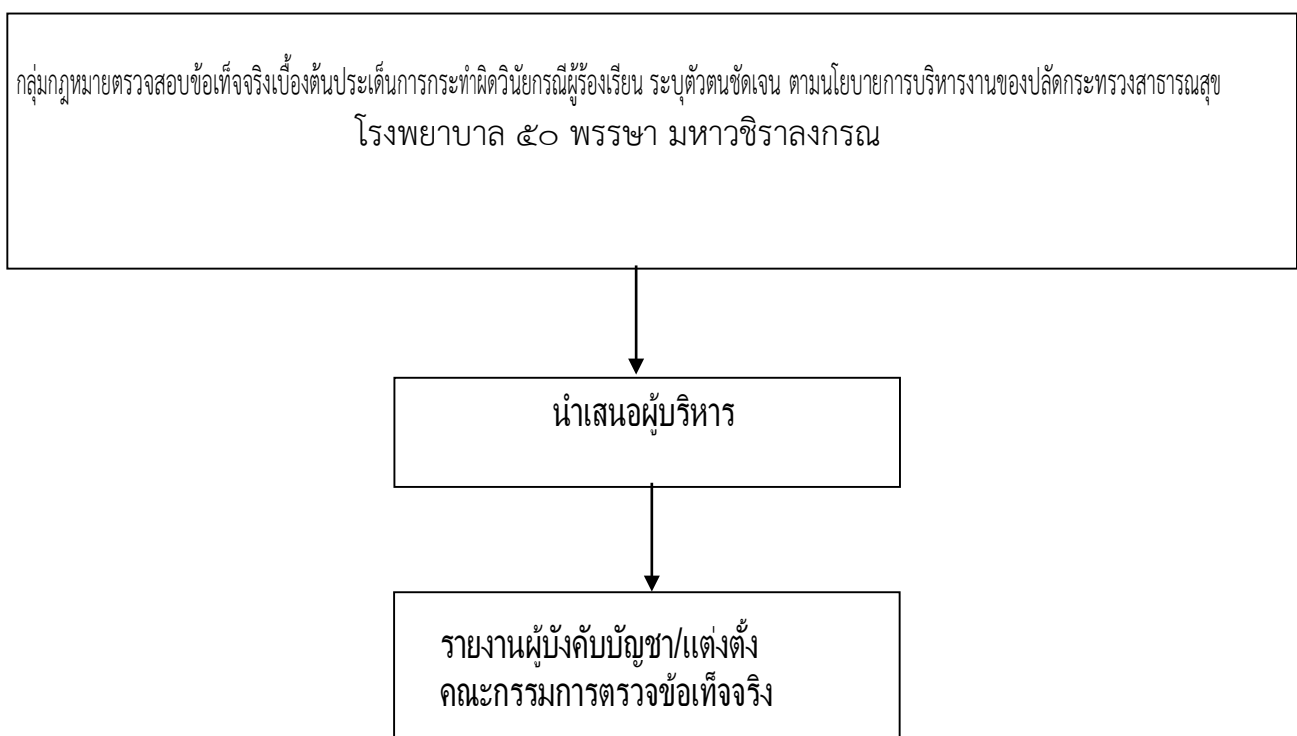 กลุ่มกฎหมายตรวจสอบข้อเท็จจริงเบื้องต้นประเด็นการกระทำผิดวินัยกรณีผู้ร้องเรียน ระบุตัวตนชัดเจน ตามนโยบายการบริหารงานของปลัดกระทรวงสาธารณสุข
โรงพยาบาล ๕๐ พรรษา มหาวชิราลงกรณ
นำเสนอผู้บริหาร
รายงานผู้บังคับบัญชา/แต่งตั้ง
คณะกรรมการตรวจข้อเท็จจริง